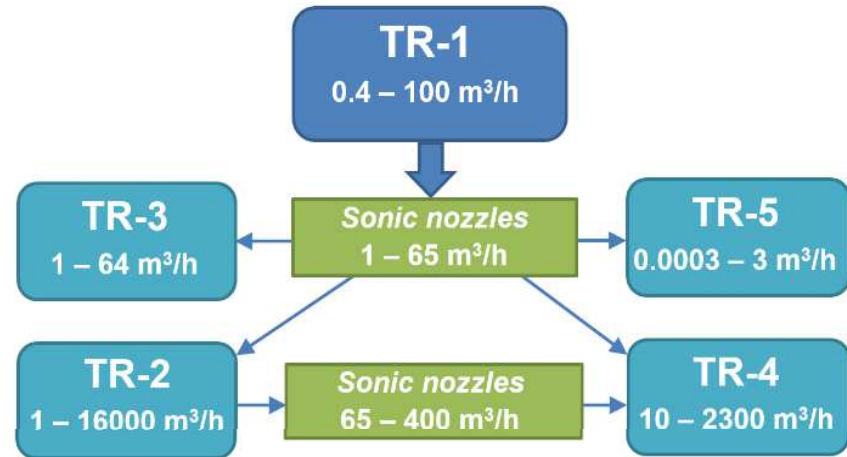 TR-1
0.4 – 100 m³/h
TR-3
1 – 64 m³/h
Sonic nozzles
1 – 65 m³/h
TR-5
0.0003 – 3 m³/h
TR-2
1 – 16000 m³/h
Sonic nozzles
65 – 400 m³/h
TR-4
10 – 2300 m³/h